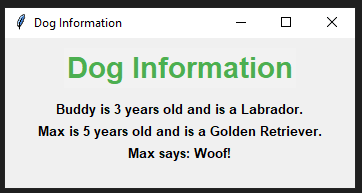 Dog Information
Dog Information
Buddy is 3 years old and is a Labrador.
Max is 5 years old and is a Golden Retriever.
Max says: Woof!